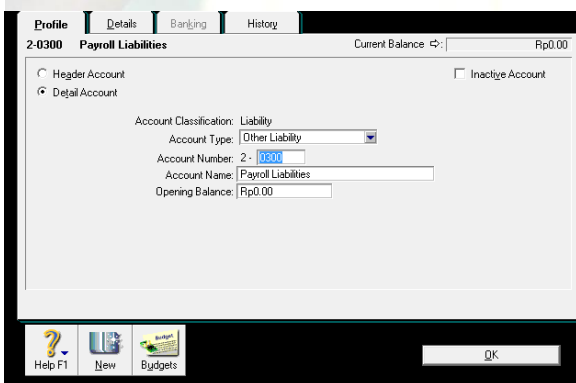 Profile Details Banking History
2-0300 Payroll Liabilities Current Balance ⇨: Rp0.00
Header Account Inactive Account
Detail Account
Account Classification: Liability
Account Type: Other Liability
Account Number: 2 - 0300
Account Name: Payroll Liabilities
Opening Balance: Rp0.00
Budget
Help F1 New Budgets OK